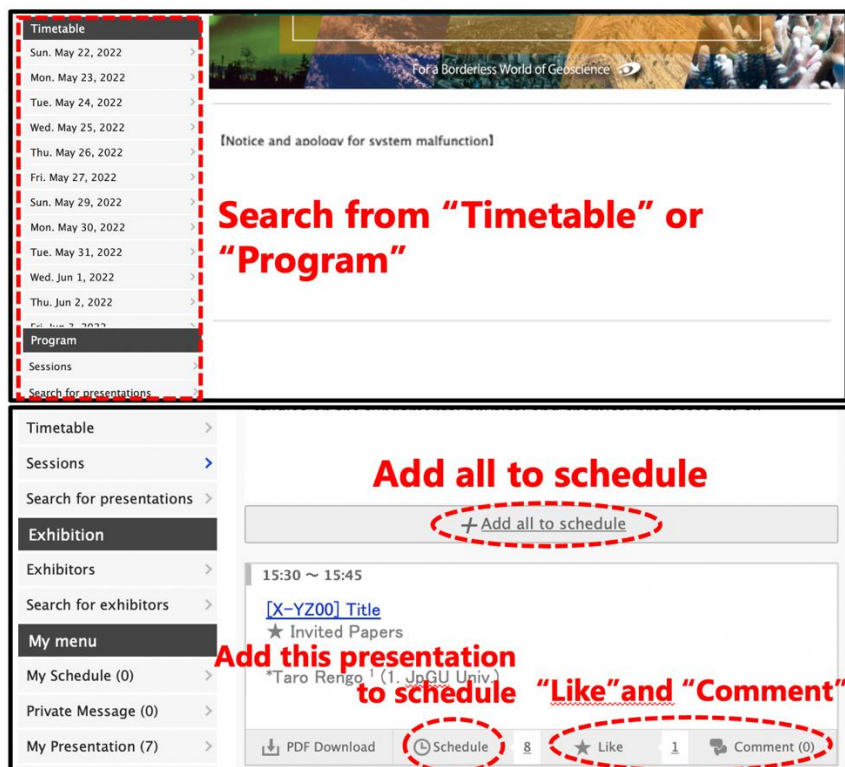 Timetable
Sun. May 22, 2022
Mon. May 23, 2022
Tue. May 24, 2022
Wed. May 25, 2022
Thu. May 26, 2022
Fri. May 27, 2022
Sun. May 29, 2022
Mon. May 30, 2022
Tue. May 31, 2022
Wed. Jun 1, 2022
Thu. Jun 2, 2022
Fri. Jun 3, 2022
Program
Sessions
Search for presentations
For a Borderless World of Geoscience
【Notice and apology for system malfunction】
Search from “Timetable” or
“Program”
Timetable
Sessions
Search for presentations
Exhibition
Exhibitors
Search for exhibitors
My menu
My Schedule (0)
Private Message (0)
My Presentation (7)
Add all to schedule
+ Add all to schedule
15:30 ~ 15:45
[X-YZ00] Title
★ Invited Papers
Add this presentation
to schedule
*Taro Rengo ¹ (1. JpGU Univ.)
“Like”and “Comment”
PDF Download
Schedule
8
★ Like
1
Comment (0)